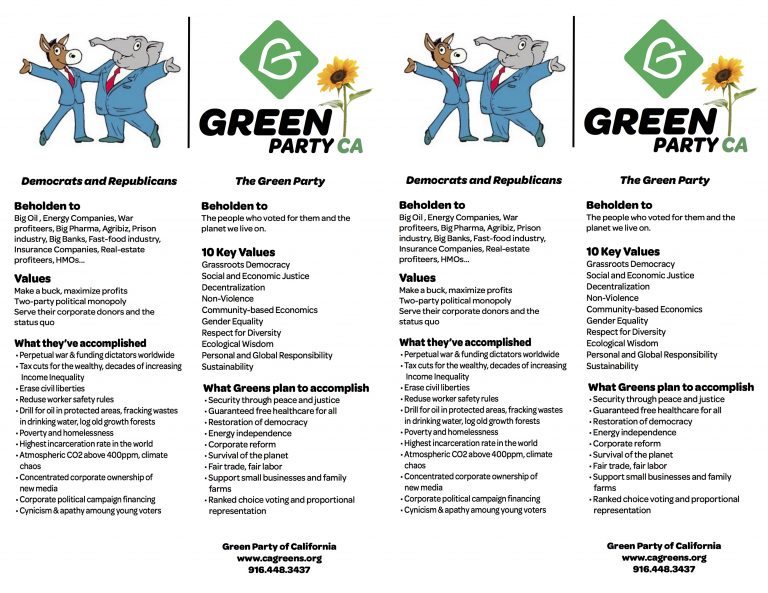 GREEN
PARTY CA
Democrats and Republicans
Beholden to
Big Oil , Energy Companies, War
profiteers, Big Pharma, Agribiz, Prison
industry, Big Banks, Fast-food industry,
Insurance Companies, Real-estate
profiteers, HMOs...
Values
Make a buck, maximize profits
Two-party political monopoly
Serve their corporate donors and the
status quo
What they've accomplished
• Perpetual war & funding dictators worldwide
• Tax cuts for the wealthy, decades of increasing
Income Inequality
• Erase civil liberties
• Reduse worker safety rules
• Drill for oil in protected areas, fracking wastes
in drinking water, log old growth forests
• Poverty and homelessness
• Highest incarceration rate in the world
• Atmospheric CO2 above 400ppm, climate
chaos
• Concentrated corporate ownership of
new media
• Corporate political campaign financing
• Cynicism & apathy amoung young voters
The Green Party
Beholden to
The people who voted for them and the
planet we live on.
10 Key Values
Grassroots Democracy
Social and Economic Justice
Decentralization
Non-Violence
Community-based Economics
Gender Equality
Respect for Diversity
Ecological Wisdom
Personal and Global Responsibility
Sustainability
What Greens plan to accomplish
• Security through peace and justice
• Guaranteed free healthcare for all
• Restoration of democracy
• Energy independence
• Corporate reform
• Survival of the planet
• Fair trade, fair labor
• Support small businesses and family
farms
• Ranked choice voting and proportional
representation
Green Party of California
www.cagreens.org
916.448.3437
GREEN
PARTY CA
Democrats and Republicans
Beholden to
Big Oil , Energy Companies, War
profiteers, Big Pharma, Agribiz, Prison
industry, Big Banks, Fast-food industry,
Insurance Companies, Real-estate
profiteers, HMOs...
Values
Make a buck, maximize profits
Two-party political monopoly
Serve their corporate donors and the
status quo
What they've accomplished
• Perpetual war & funding dictators worldwide
• Tax cuts for the wealthy, decades of increasing
Income Inequality
• Erase civil liberties
• Reduse worker safety rules
• Drill for oil in protected areas, fracking wastes
in drinking water, log old growth forests
• Poverty and homelessness
• Highest incarceration rate in the world
• Atmospheric CO2 above 400ppm, climate
chaos
• Concentrated corporate ownership of
new media
• Corporate political campaign financing
• Cynicism & apathy amoung young voters
The Green Party
Beholden to
The people who voted for them and the
planet we live on.
10 Key Values
Grassroots Democracy
Social and Economic Justice
Decentralization
Non-Violence
Community-based Economics
Gender Equality
Respect for Diversity
Ecological Wisdom
Personal and Global Responsibility
Sustainability
What Greens plan to accomplish
• Security through peace and justice
• Guaranteed free healthcare for all
• Restoration of democracy
• Energy independence
• Corporate reform
• Survival of the planet
• Fair trade, fair labor
• Support small businesses and family
farms
• Ranked choice voting and proportional
representation
Green Party of California
www.cagreens.org
916.448.3437